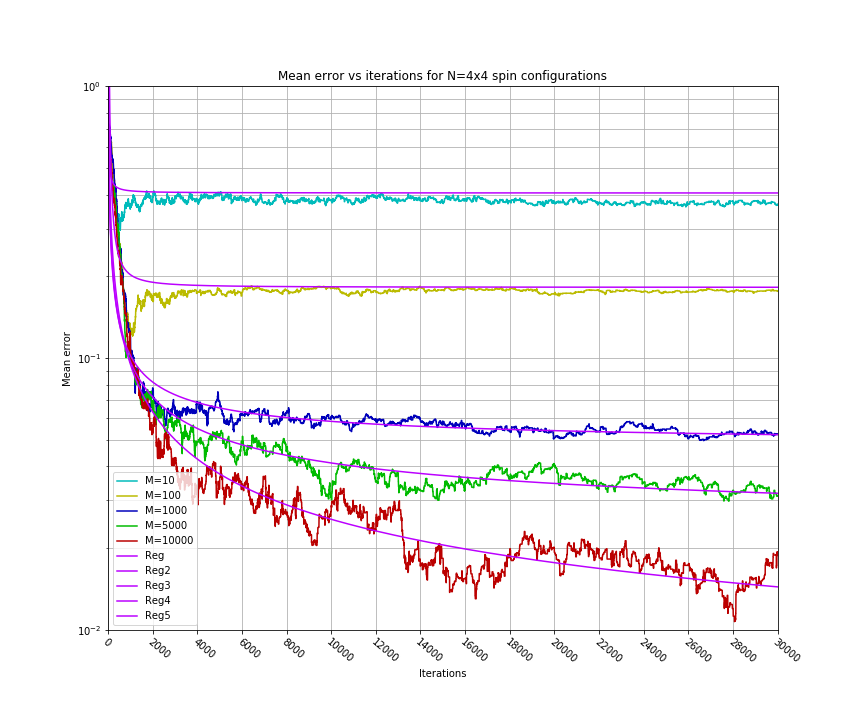 Mean error vs iterations for N=4x4 spin configurations
10⁰
10⁻¹
10⁻²
Mean error
M=10
M=100
M=1000
M=5000
M=10000
Reg
Reg2
Reg3
Reg4
Reg5
0 2000 4000 6000 8000 10000 12000 14000 16000 18000 20000 22000 24000 26000 28000 30000
Iterations